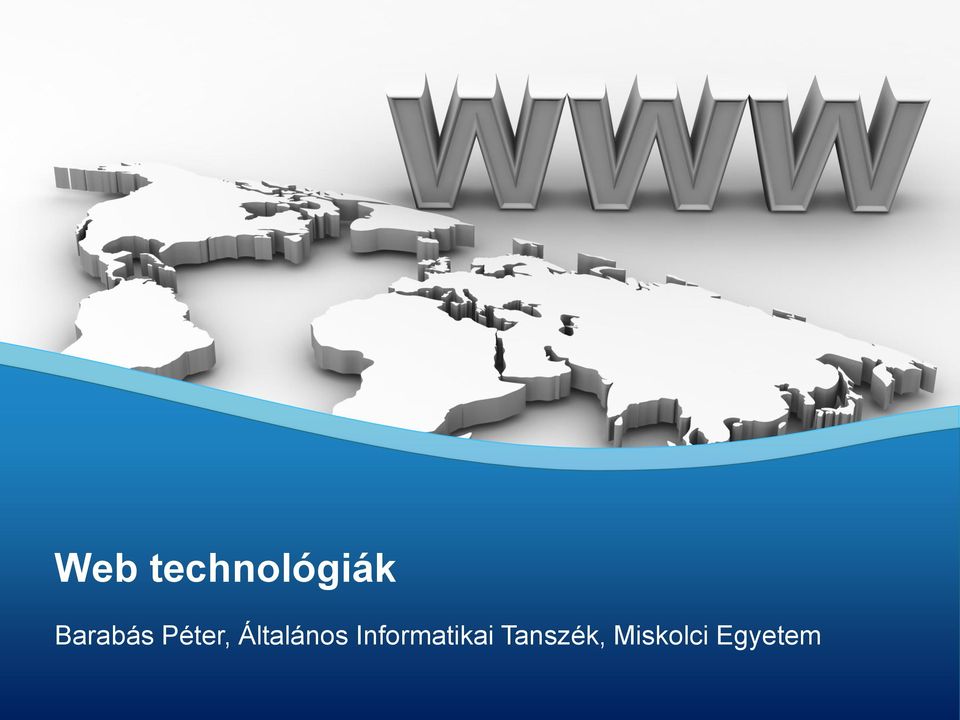 WWW
Web technológiák
Barabás Péter, Általános Informatikai Tanszék, Miskolci Egyetem